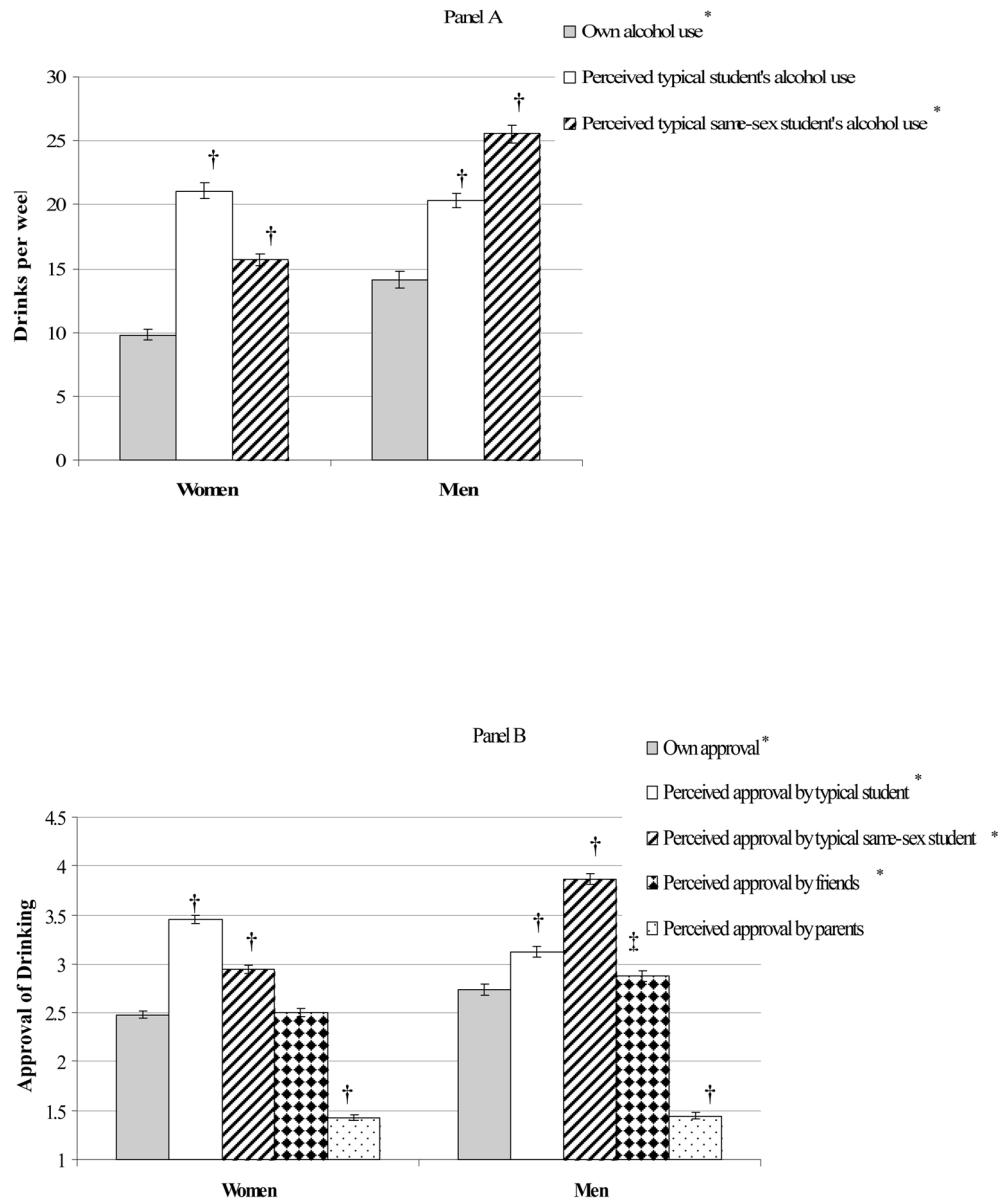 Panel A
Own alcohol use*
Perceived typical student's alcohol use
Perceived typical same-sex student's alcohol use *
30
25
20
15
10
5
0
Drinks per week
† † † †
Women Men
Panel B
Own approval *
Perceived approval by typical student *
Perceived approval by typical same-sex student *
Perceived approval by friends *
Perceived approval by parents
4.5
4
3.5
3
2.5
2
1.5
1
Approval of Drinking
† † † † † ‡ †
Women Men